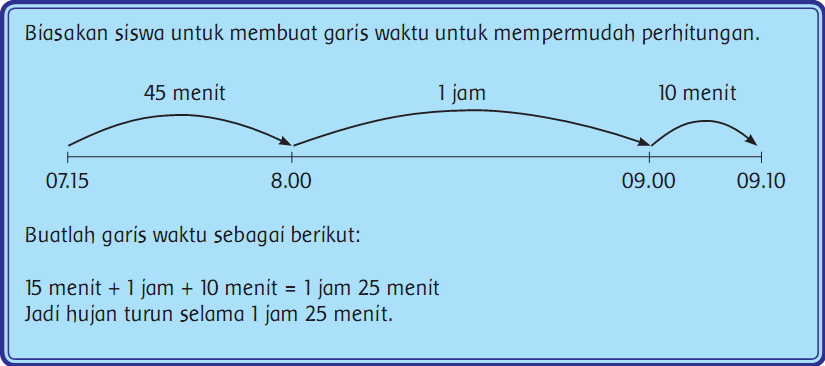 Biasakan siswa untuk membuat garis waktu untuk mempermudah perhitungan.
45 menit 1 jam 10 menit
07.15 8.00 09.00 09.10
Buatlah garis waktu sebagai berikut:
15 menit + 1 jam + 10 menit = 1 jam 25 menit
Jadi hujan turun selama 1 jam 25 menit.